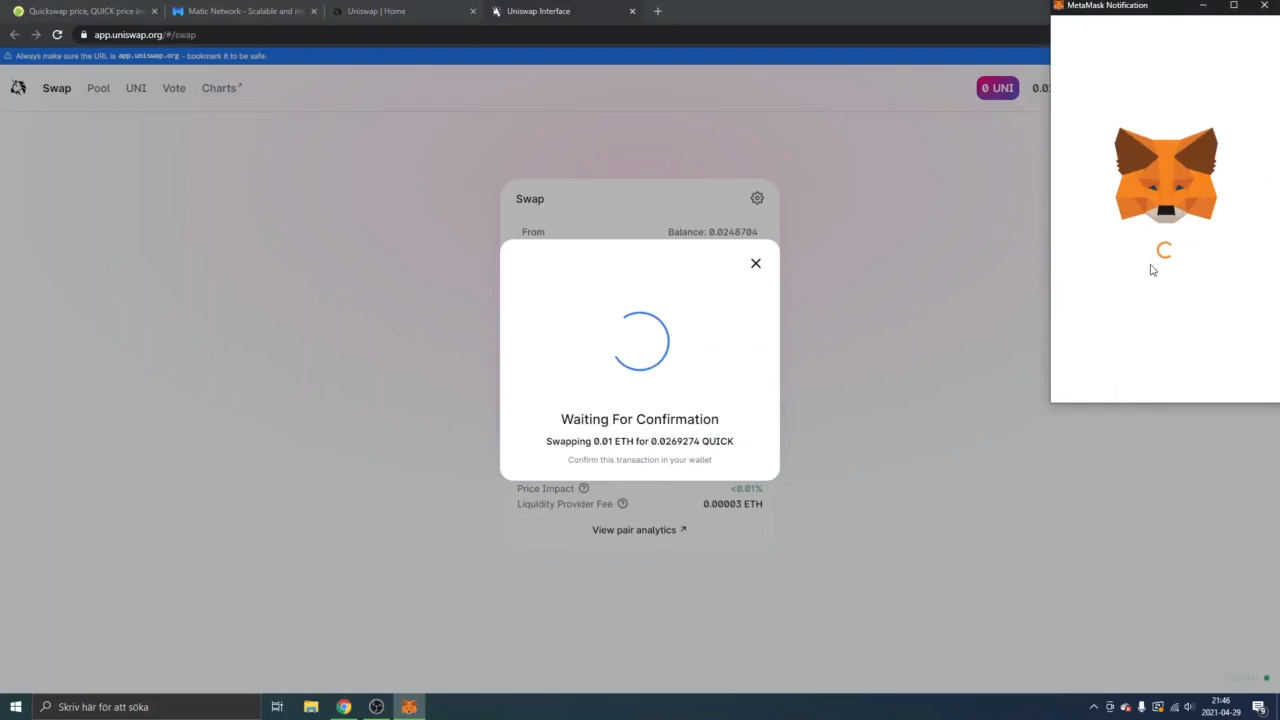 Quickswap price, QUICK price in
Matic Network - Scalable and ins
Uniswap | Home
Uniswap Interface
MetaMask Notification
app.uniswap.org/#/swap
Always make sure the URL is app.uniswap.org - bookmark it to be safe.
Swap
Pool
UNI
Vote
Charts↗
0 UNI
0.0
Swap
From
Balance: 0.0248704
Waiting For Confirmation
Swapping 0.01 ETH for 0.0269274 QUICK
Confirm this transaction in your wallet
Price Impact
<0.01%
Liquidity Provider Fee
0.00003 ETH
View pair analytics ↗
Skriv här för att söka
21:46
2021-04-29